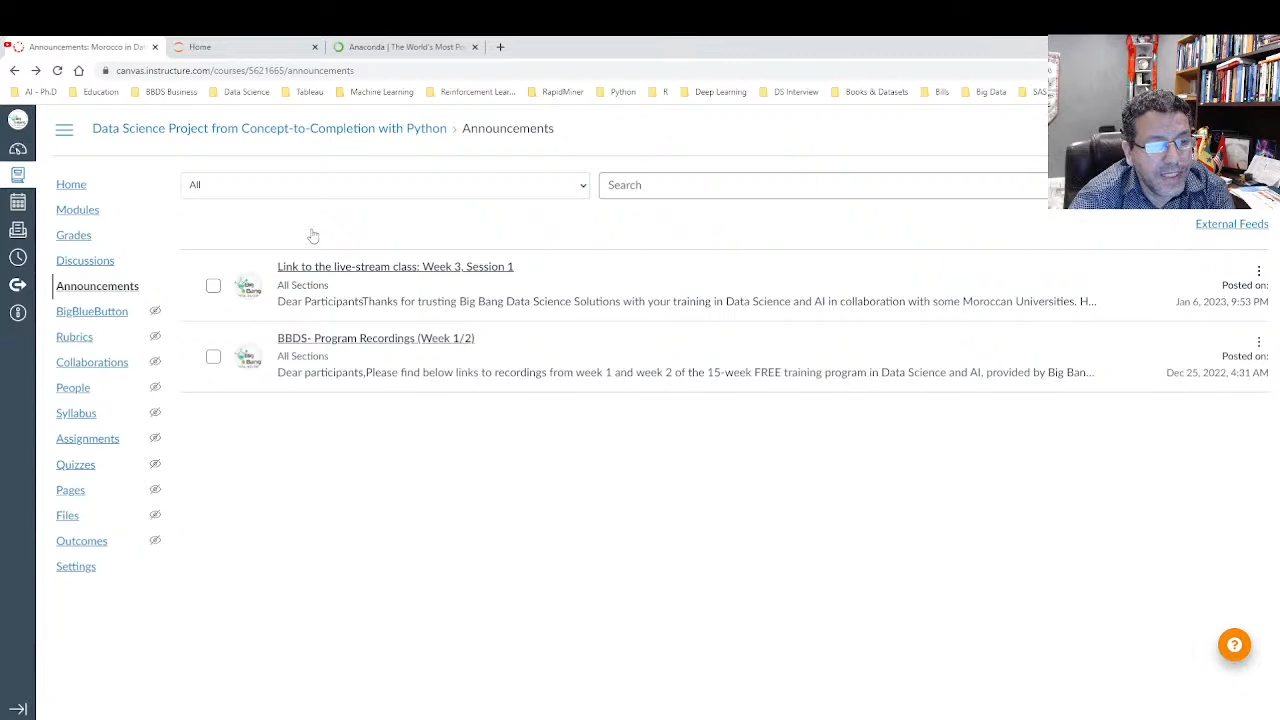 Announcements: Morocco in Da
Home
Anaconda | The World's Most Po
canvas.instructure.com/courses/5621665/announcements
AI - Ph.D
Education
BBDS Business
Data Science
Tableau
Machine Learning
Reinforcement Lear...
RapidMiner
Python
R
Deep Learning
DS Interview
Books & Datasets
Bills
Big Data
SAS
Data Science Project from Concept-to-Completion with Python > Announcements
Home
Modules
Grades
Discussions
Announcements
BigBlueButton
Rubrics
Collaborations
People
Syllabus
Assignments
Quizzes
Pages
Files
Outcomes
Settings
All
Search
External Feeds
Link to the live-stream class: Week 3, Session 1
All Sections
Posted on:
Dear ParticipantsThanks for trusting Big Bang Data Science Solutions with your training in Data Science and AI in collaboration with some Moroccan Universities. H...
Jan 6, 2023, 9:53 PM
BBDS- Program Recordings (Week 1/2)
All Sections
Posted on:
Dear participants,Please find below links to recordings from week 1 and week 2 of the 15-week FREE training program in Data Science and AI, provided by Big Ban...
Dec 25, 2022, 4:31 AM